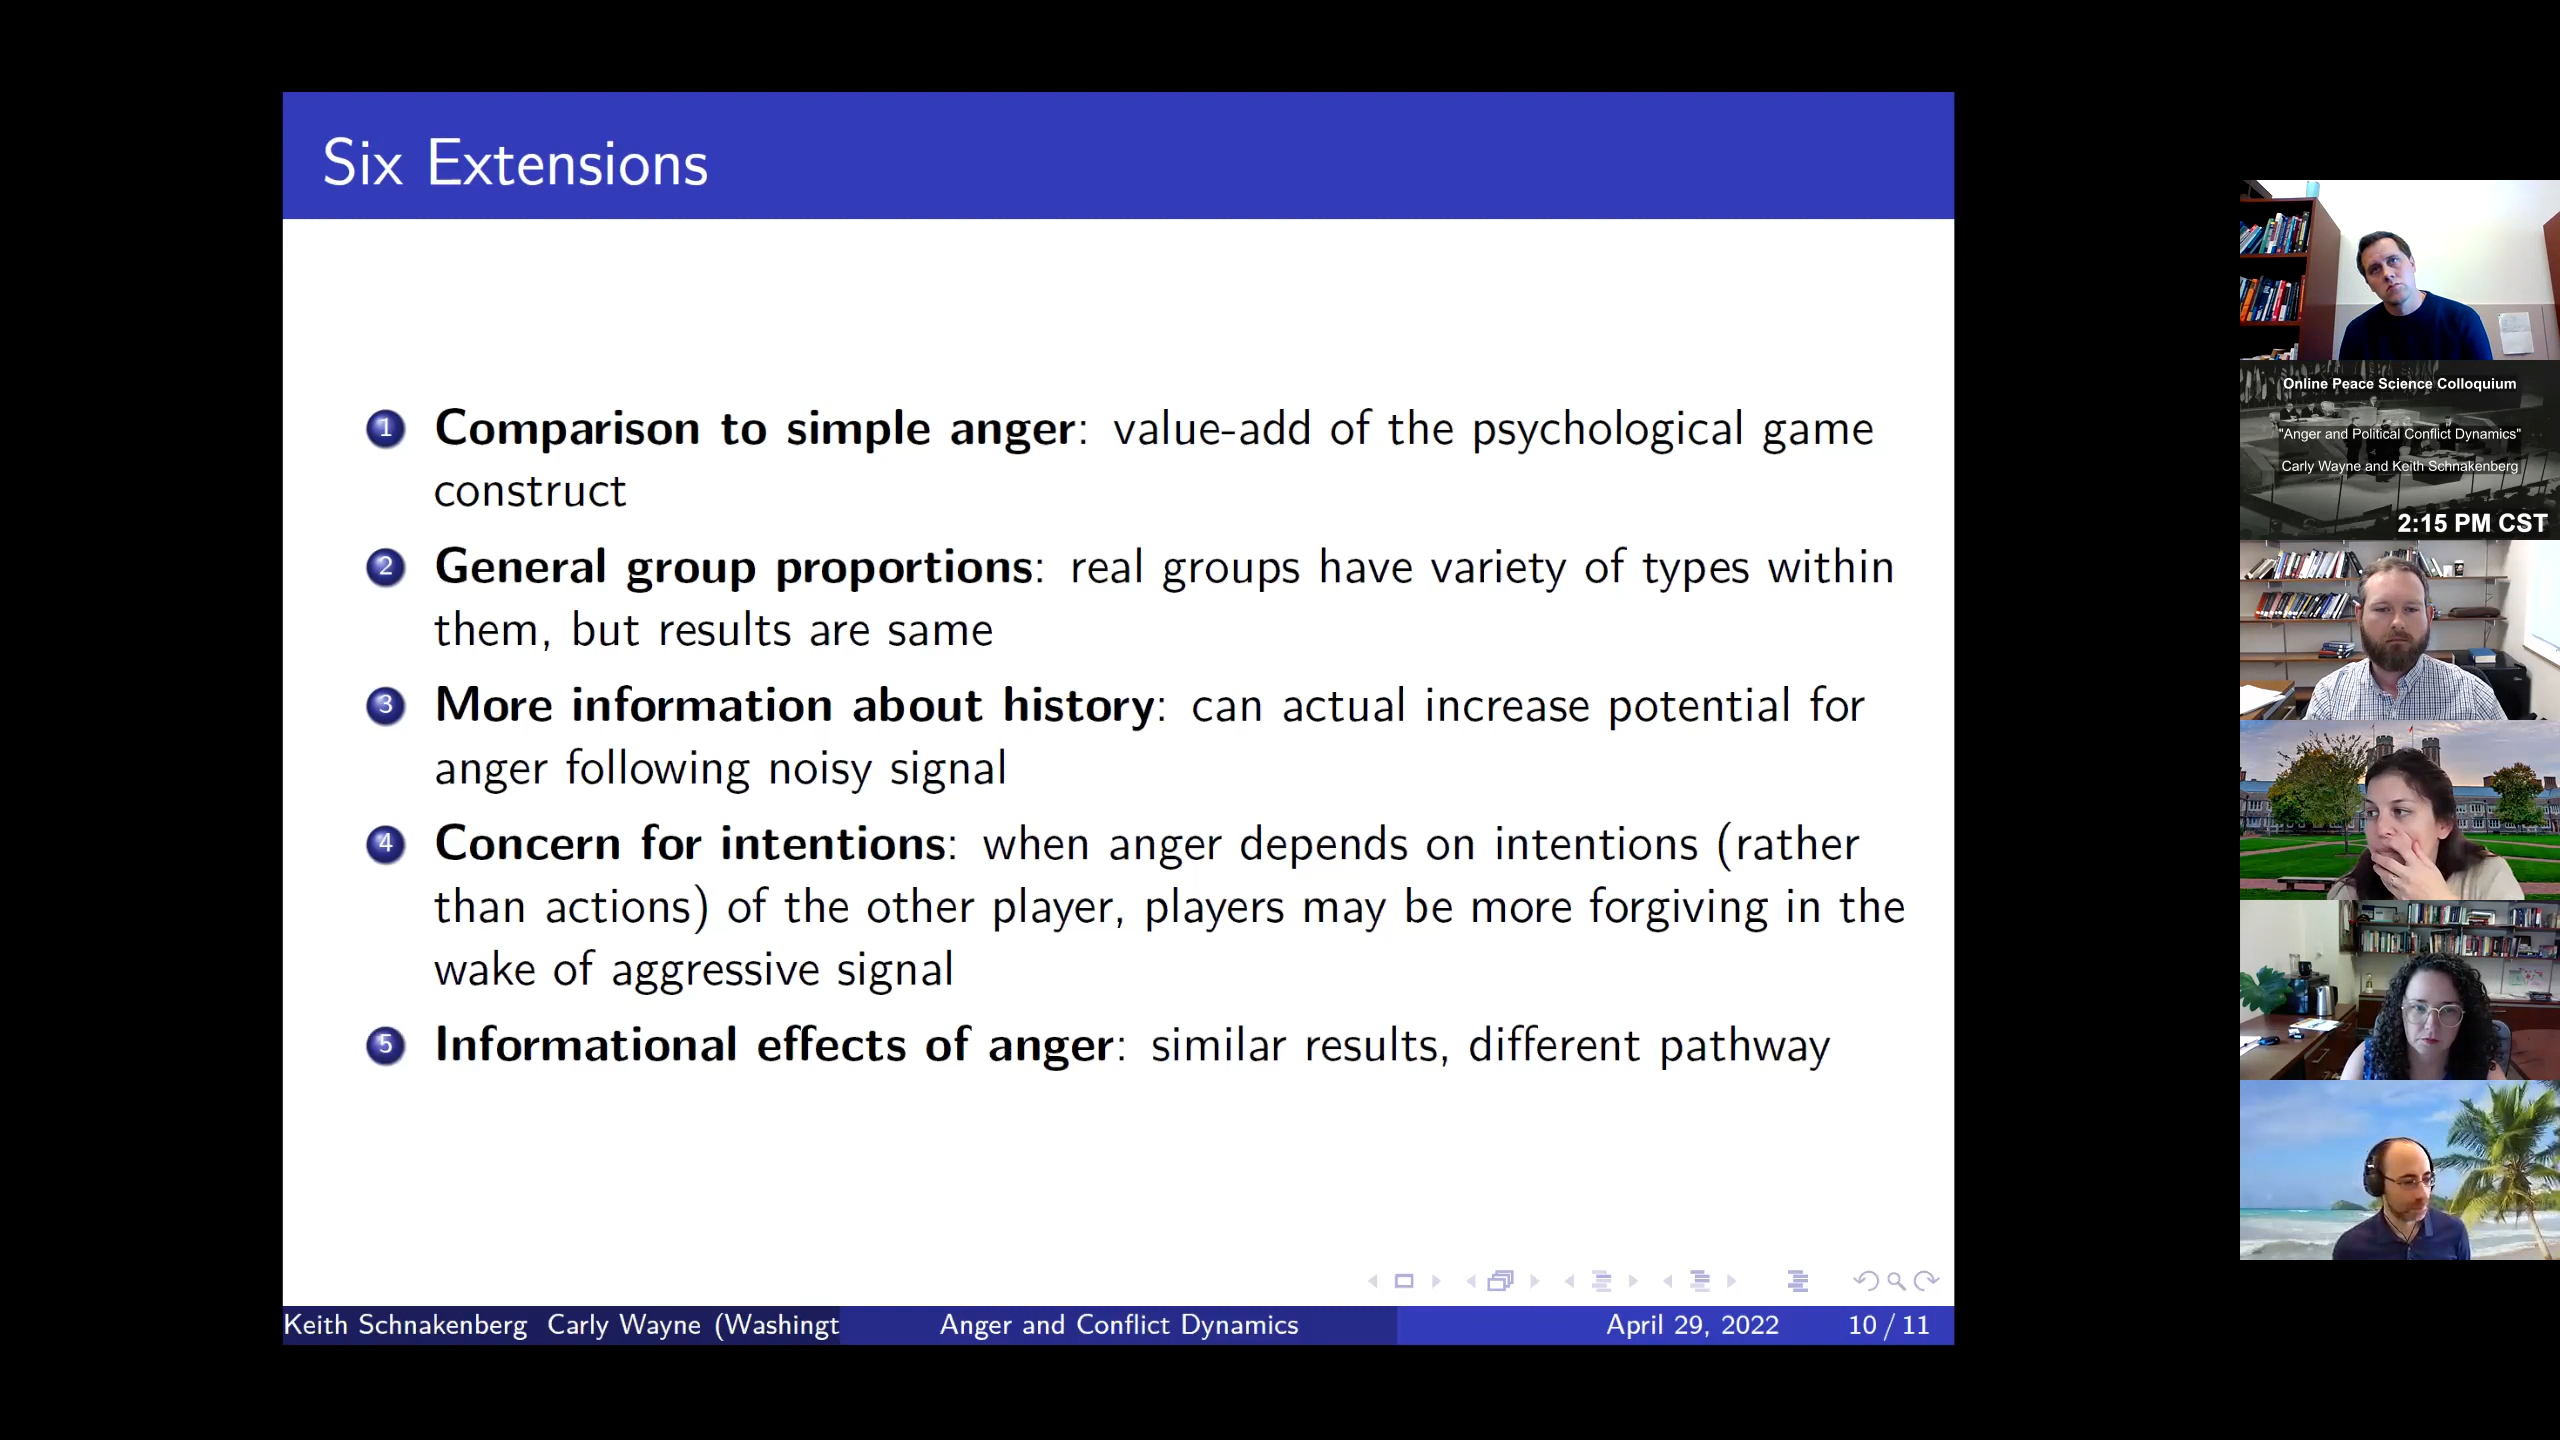 Six Extensions
1 Comparison to simple anger: value-add of the psychological game
construct
2 General group proportions: real groups have variety of types within
them, but results are same
3 More information about history: can actual increase potential for
anger following noisy signal
4 Concern for intentions: when anger depends on intentions (rather
than actions) of the other player, players may be more forgiving in the
wake of aggressive signal
5 Informational effects of anger: similar results, different pathway
Keith Schnakenberg Carly Wayne (Washingt
Anger and Conflict Dynamics
April 29, 2022
10 / 11
Online Peace Science Colloquium
"Anger and Political Conflict Dynamics"
Carly Wayne and Keith Schnakenberg
2:15 PM CST